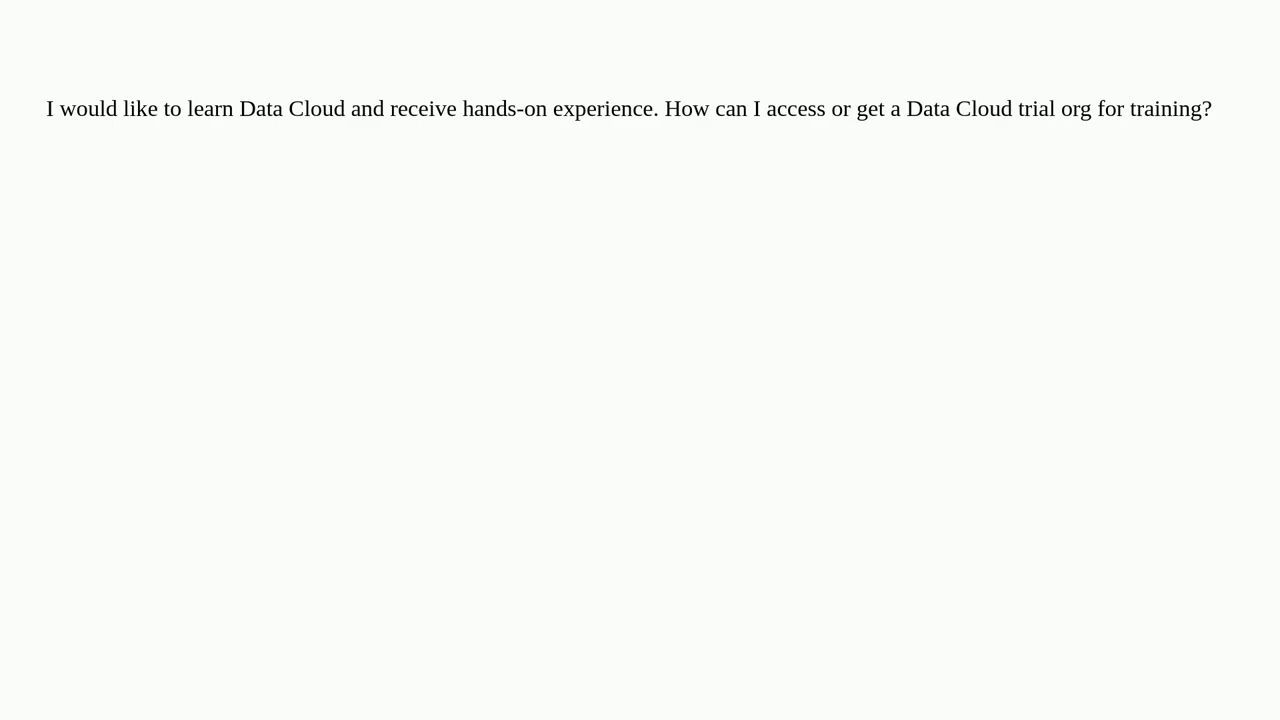 I would like to learn Data Cloud and receive hands-on experience. How can I access or get a Data Cloud trial org for training?